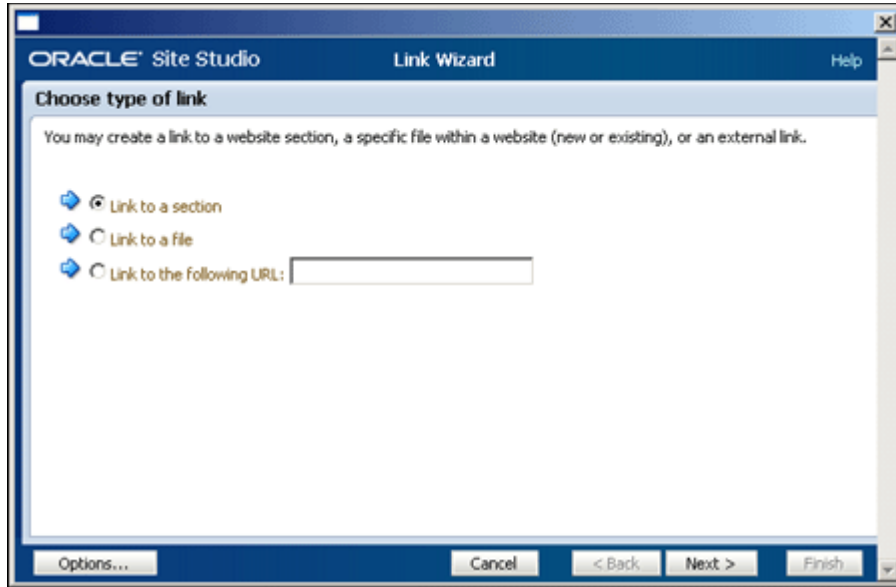 ORACLE Site Studio Link Wizard Help
Choose type of link
You may create a link to a website section, a specific file within a website (new or existing), or an external link.
Link to a section
Link to a file
Link to the following URL:
Options... Cancel < Back Next > Finish